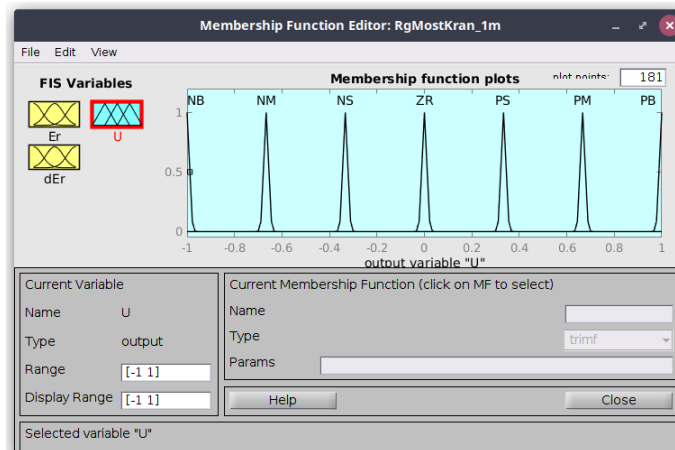 Membership Function Editor: RgMostKran_1m
File Edit View
FIS Variables
Er
U
dEr
Membership function plots
plot points:
181
NB NM NS ZR PS PM PB
1
0.5
0
-1 -0.8 -0.6 -0.4 -0.2 0 0.2 0.4 0.6 0.8 1
output variable "U"
Current Variable
Name U
Type output
Range [-1 1]
Display Range [-1 1]
Current Membership Function (click on MF to select)
Name
Type trimf
Params
Help Close
Selected variable "U"